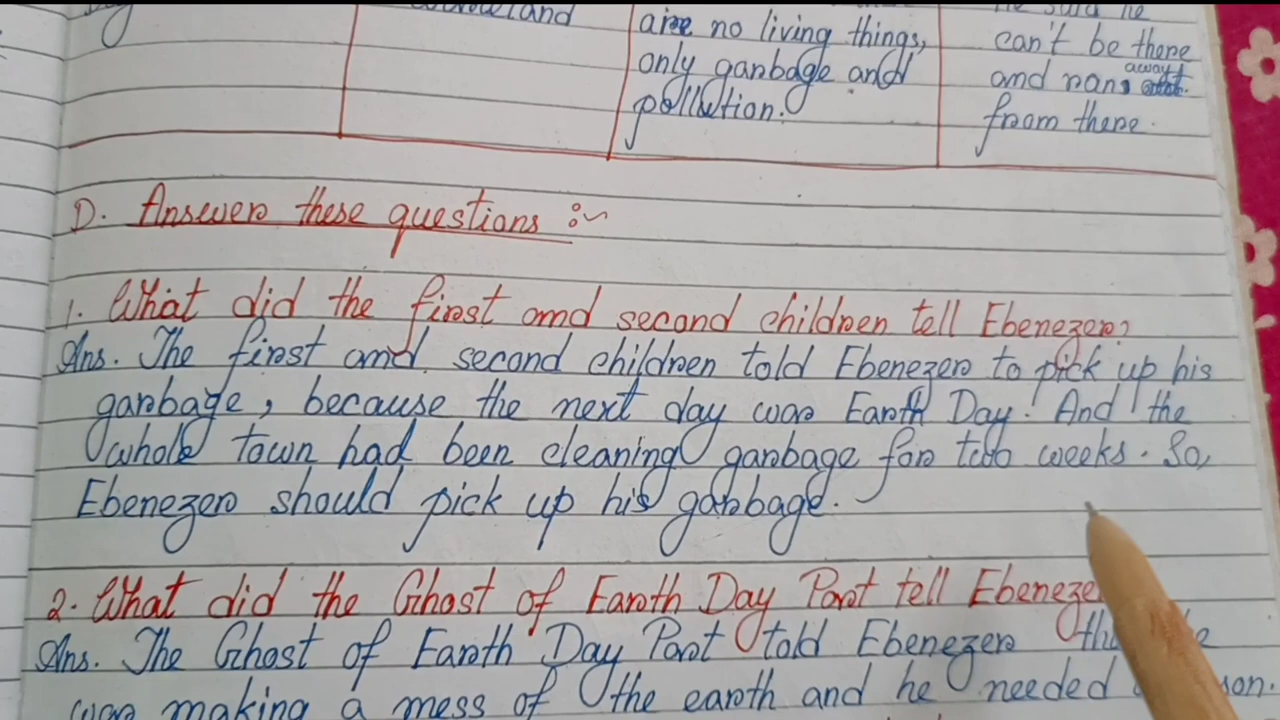 are no living things,
only garbage and
pollution.
he said he
can't be there
and ran away
from there.
D. Answer these questions :~
1. What did the first and second children tell Ebenezer?
Ans. The first and second children told Ebenezer to pick up his
garbage, because the next day was Earth Day. And the
whole town had been cleaning garbage for two weeks. So,
Ebenezer should pick up his garbage.
2. What did the Ghost of Earth Day Past tell
Ans. The Ghost of Earth Day Past told Ebenezer
was making a mess of the earth and he needed